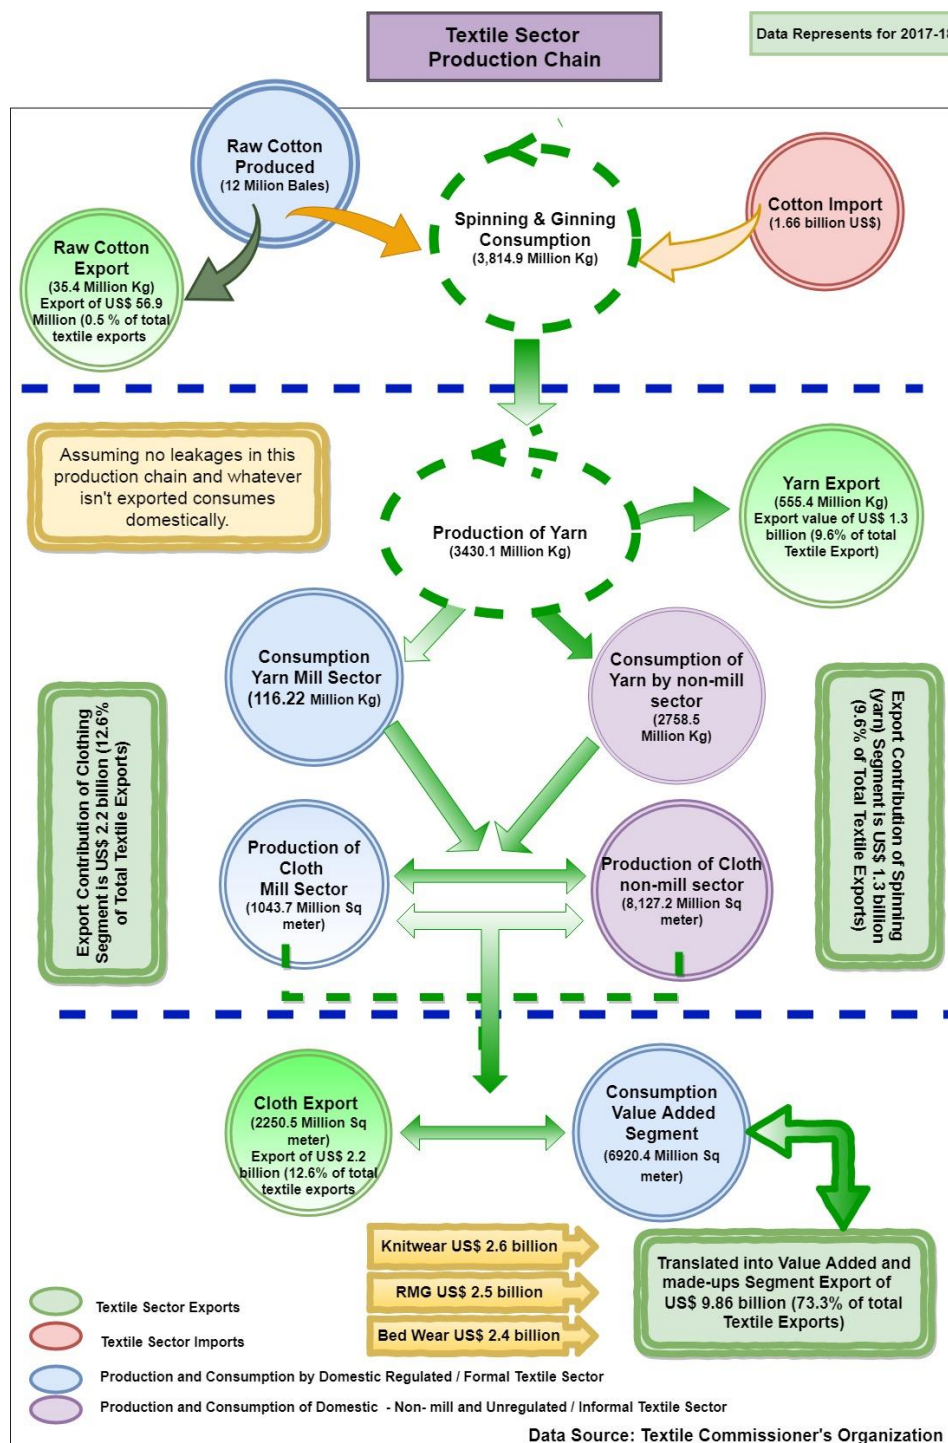 Textile Sector
Production Chain
Data Represents for 2017-18
Raw Cotton
Produced
(12 Milion Bales)
Spinning & Ginning
Consumption
(3,814.9 Million Kg)
Cotton Import
(1.66 billion US$)
Raw Cotton
Export
(35.4 Million Kg)
Export of US$ 56.9
Million (0.5 % of total
textile exports
Assuming no leakages in this
production chain and whatever
isn't exported consumes
domestically.
Production of Yarn
(3430.1 Million Kg)
Yarn Export
(555.4 Million Kg)
Export value of US$ 1.3
billion (9.6% of total
Textile Export)
Consumption
Yarn Mill Sector
(116.22 Million Kg)
Consumption of
Yarn by non-mill
sector
(2758.5
Million Kg)
Export Contribution of Clothing
Segment is US$ 2.2 billion (12.6%
of Total Textile Exports)
Export Contribution of Spinning
(yarn) Segment is US$ 1.3 billion
(9.6% of Total Textile
Exports)
Production of
Cloth
Mill Sector
(1043.7 Million Sq
meter)
Production of Cloth
non-mill sector
(8,127.2 Million Sq
meter)
Cloth Export
(2250.5 Million Sq
meter)
Export of US$ 2.2
billion (12.6% of total
textile exports
Consumption
Value Added
Segment
(6920.4 Million Sq
meter)
Knitwear US$ 2.6 billion
RMG US$ 2.5 billion
Bed Wear US$ 2.4 billion
Translated into Value Added and
made-ups Segment Export of
US$ 9.86 billion (73.3% of total
Textile Exports)
Textile Sector Exports
Textile Sector Imports
Production and Consumption by Domestic Regulated / Formal Textile Sector
Production and Consumption of Domestic - Non- mill and Unregulated / Informal Textile Sector
Data Source: Textile Commissioner's Organization